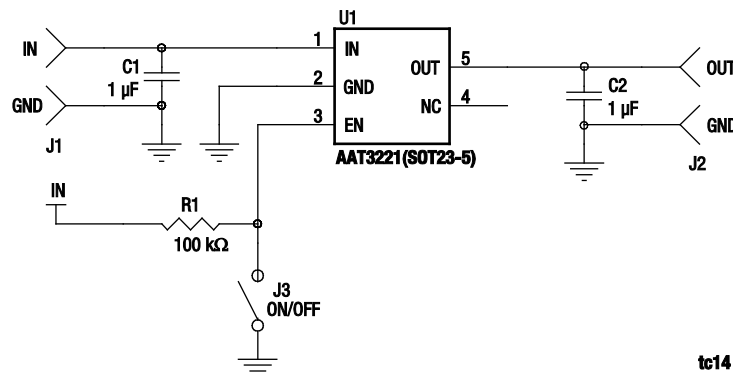 U1
IN
1
IN
C1
1 µF
2
GND
OUT
5
OUT
C2
1 µF
GND
NC
4
3
EN
GND
J1
AAT3221(SOT23-5)
J2
IN
R1
100 kΩ
J3
ON/OFF
tc14